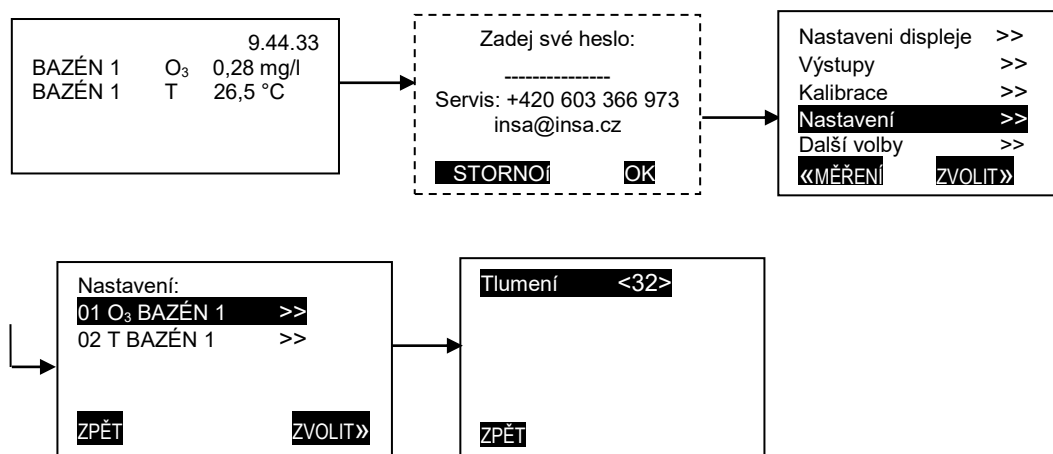 9.44.33
BAZÉN 1 O₃ 0,28 mg/l
BAZÉN 1 T 26,5 °C
Zadej své heslo:
---------------
Servis: +420 603 366 973
insa@insa.cz
STORNOí OK
Nastaveni displeje >>
Výstupy >>
Kalibrace >>
Nastavení >>
Další volby >>
«MĚŘENÍ ZVOLIT»
Nastavení:
01 O₃ BAZÉN 1 >>
02 T BAZÉN 1 >>
ZPĚT ZVOLIT»
Tlumení <32>
ZPĚT